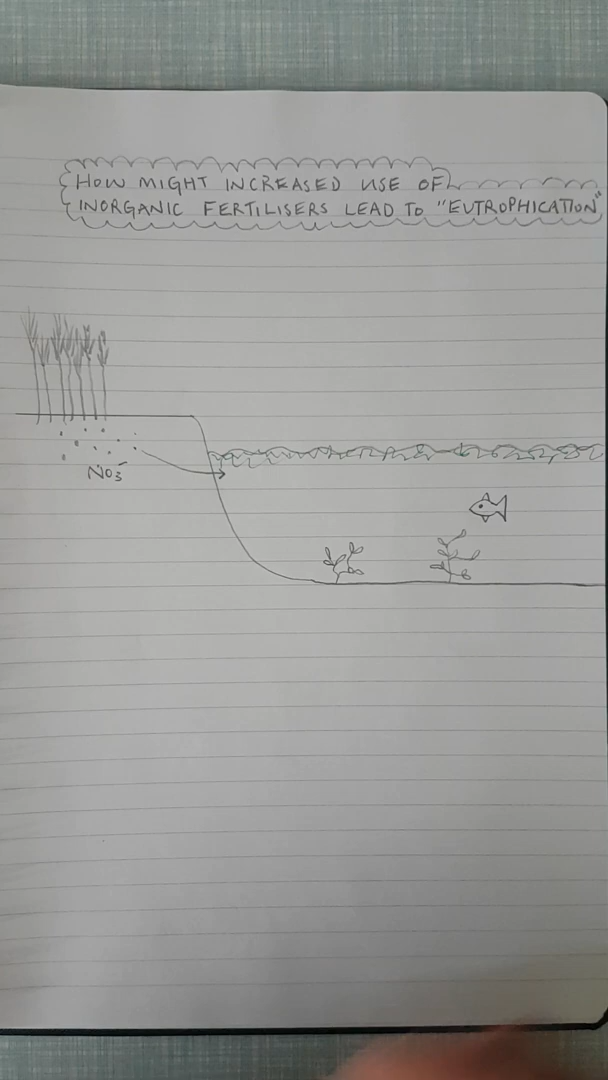 HOW MIGHT INCREASED USE OF
INORGANIC FERTILISERS LEAD TO "EUTROPHICATION"
NO3-